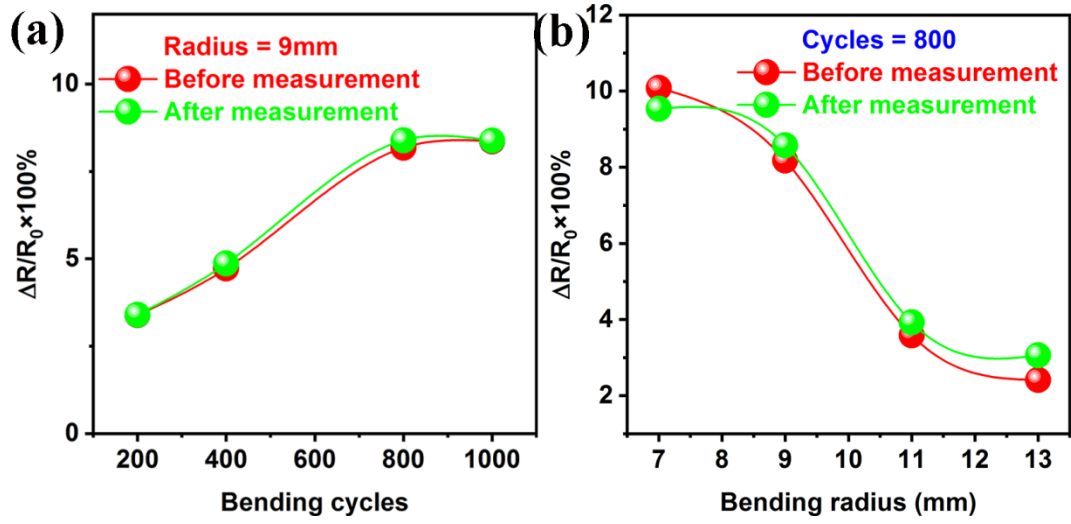 (a)
Radius = 9mm
Before measurement
After measurement
10
5
0
ΔR/R₀×100%
200 400 600 800 1000
Bending cycles
(b)
Cycles = 800
Before measurement
After measurement
12
10
8
6
4
2
ΔR/R₀×100%
7 8 9 10 11 12 13
Bending radius (mm)